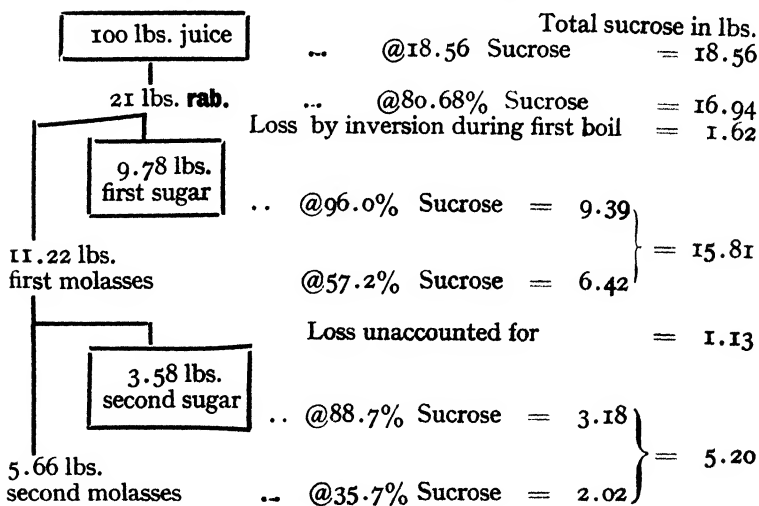 Total sucrose in lbs.
100 lbs. juice .. @18.56 Sucrose = 18.56
21 lbs. rab. ... @80.68% Sucrose = 16.94
Loss by inversion during first boil = 1.62
9.78 lbs.
first sugar .. @96.0% Sucrose = 9.39
= 15.81
11.22 lbs.
first molasses @57.2% Sucrose = 6.42
Loss unaccounted for = 1.13
3.58 lbs.
second sugar .. @88.7% Sucrose = 3.18
= 5.20
5.66 lbs.
second molasses .. @35.7% Sucrose = 2.02